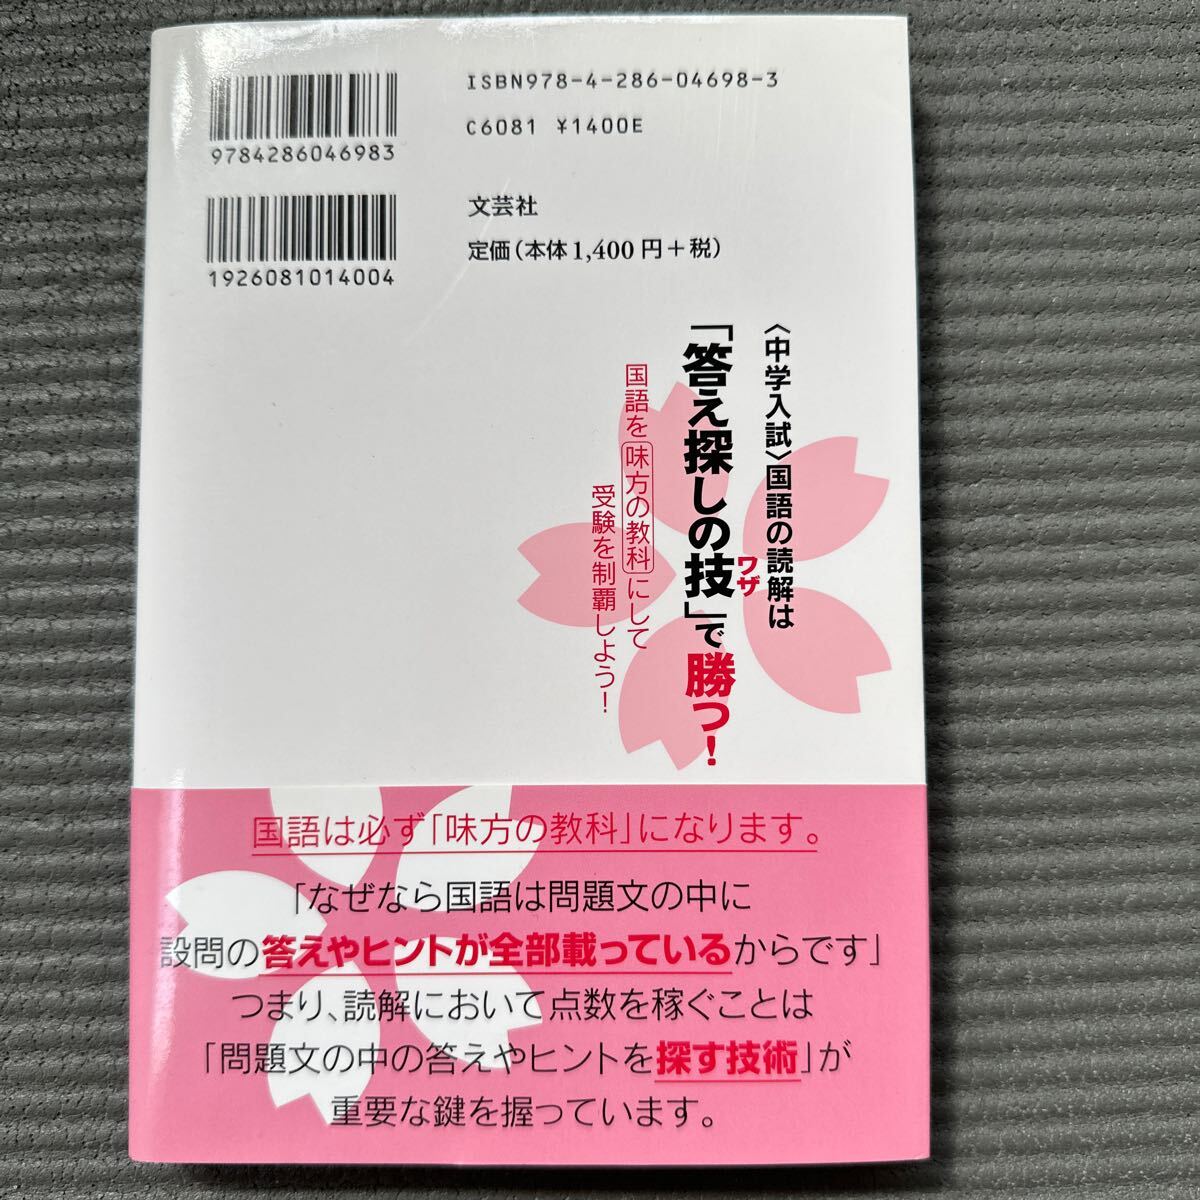 ISBN978-4-286-04698-3
C6081 ¥1400E
9784286046983
文芸社
定価(本体1,400円+税)
1926081014004
〈中学入試〉国語の読解は
「答え探しの技」で勝つ!
ワザ
国語を味方の教科にして
受験を制覇しよう!
国語は必ず「味方の教科」になります。
「なぜなら国語は問題文の中に
設問の答えやヒントが全部載っているからです」
つまり、読解において点数を稼ぐことは
「問題文の中の答えやヒントを探す技術」が
重要な鍵を握っています。